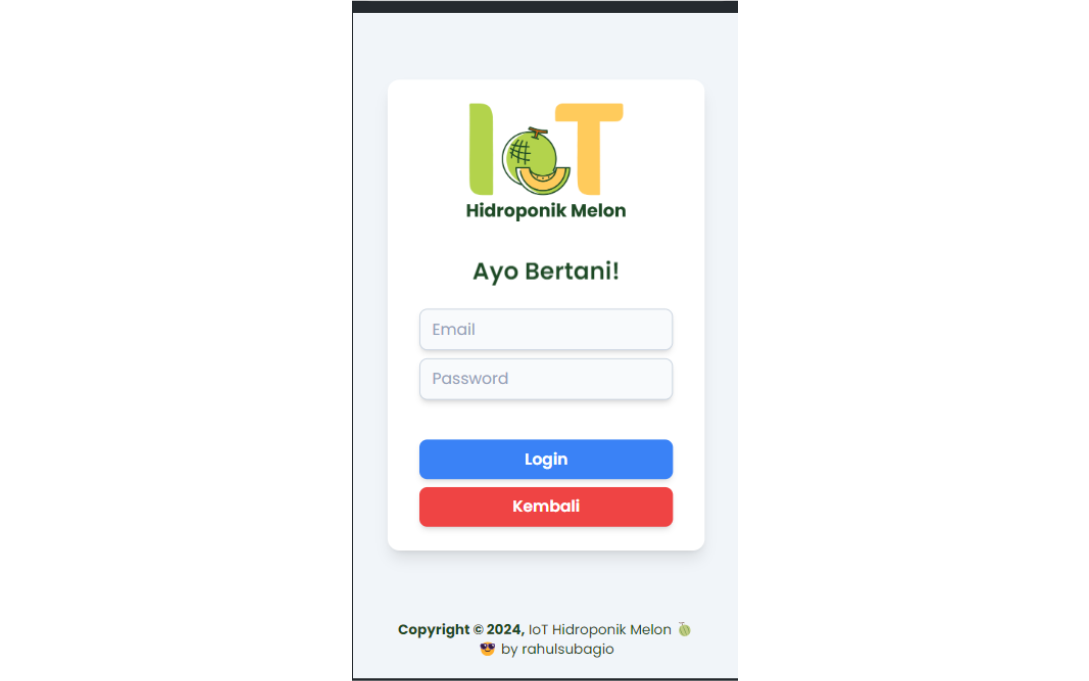 IoT
Hidroponik Melon
Ayo Bertani!
Email
Password
Login
Kembali
Copyright © 2024, IoT Hidroponik Melon 🍈
😎 by rahulsubagio